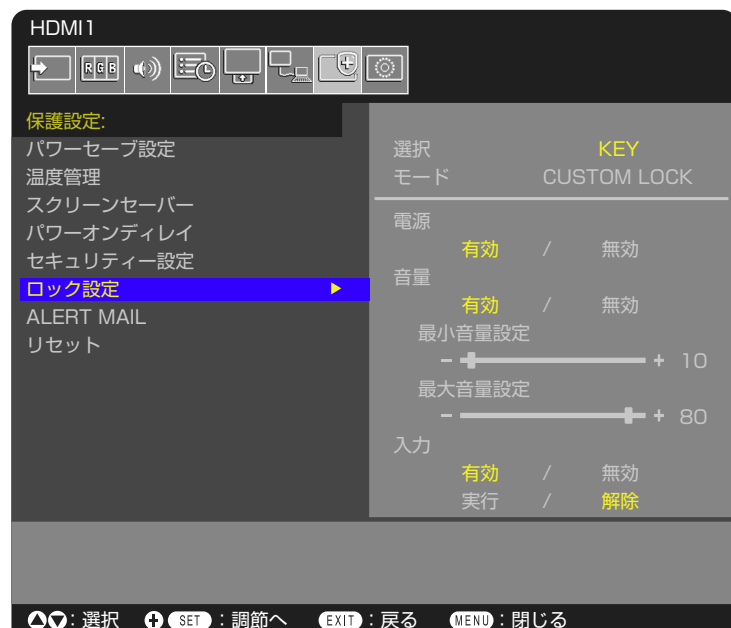 HDMI1
RGB
保護設定:
パワーセーブ設定
温度管理
スクリーンセーバー
パワーオンディレイ
セキュリティー設定
ロック設定
ALERT MAIL
リセット
選択 KEY
モード CUSTOM LOCK
電源
有効 / 無効
音量
有効 / 無効
最小音量設定
- + 10
最大音量設定
- + 80
入力
有効 / 無効
実行 / 解除
:選択 SET :調節へ EXIT :戻る MENU :閉じる